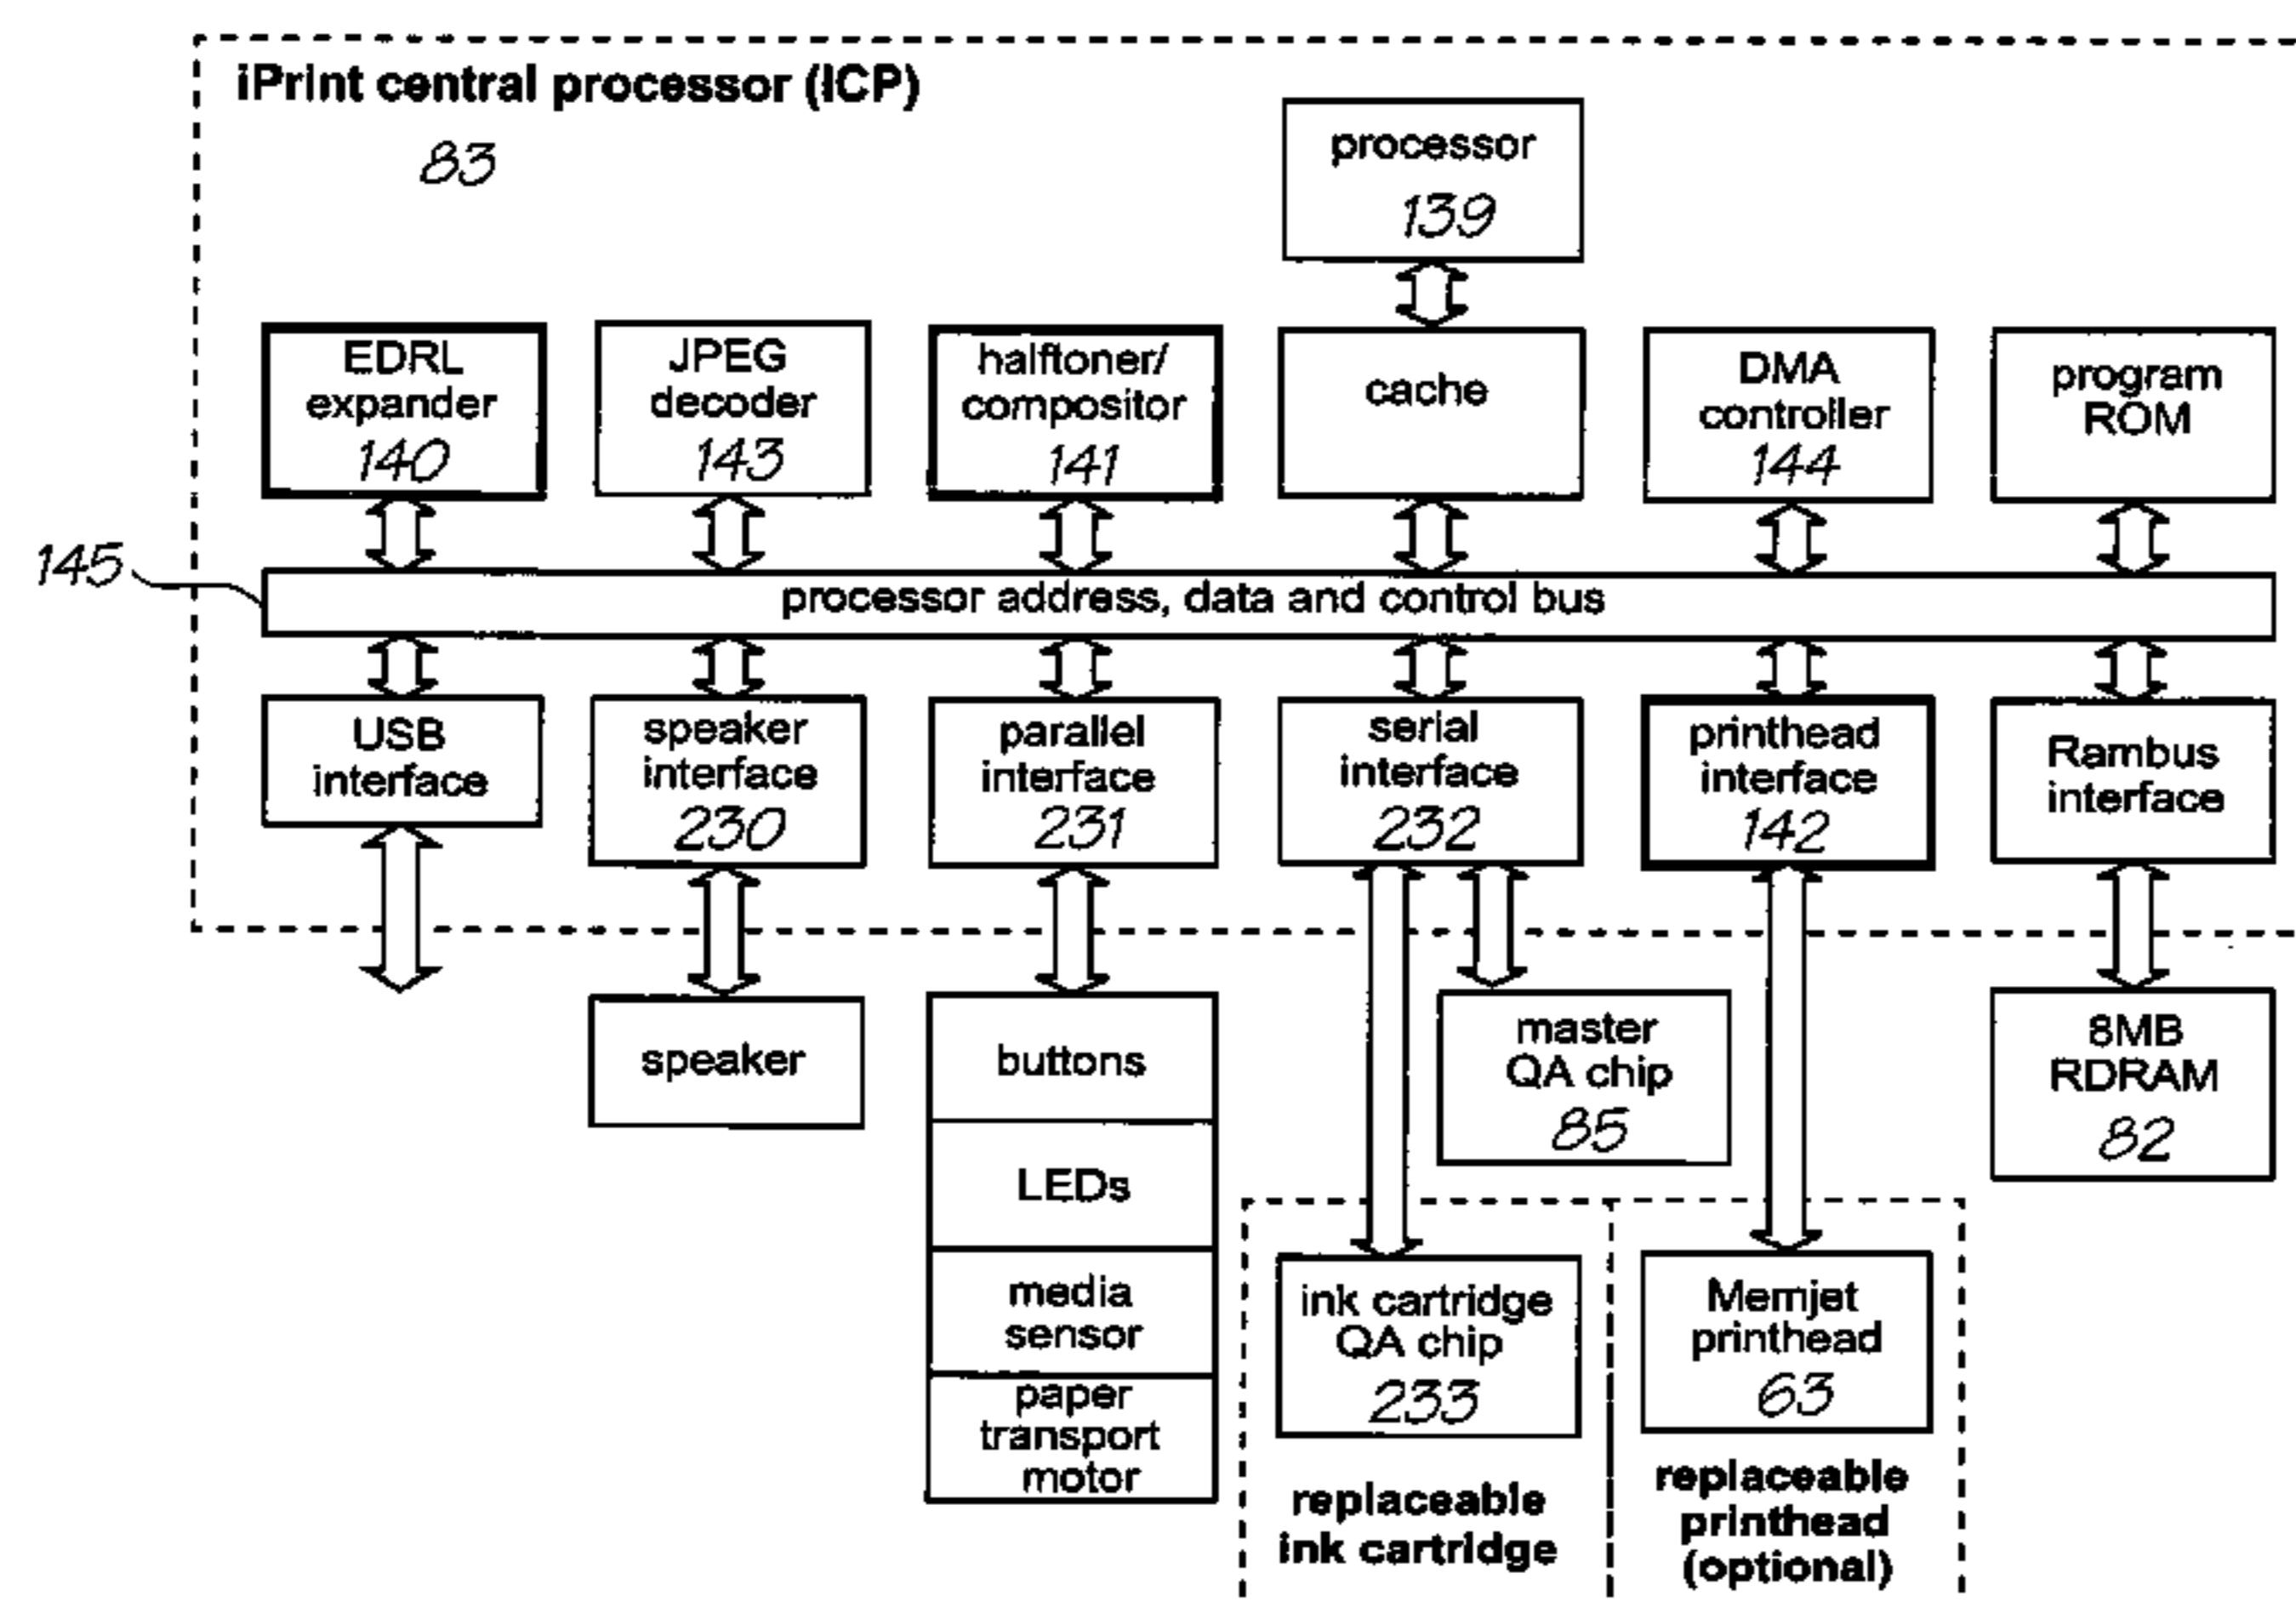 iPrint central processor (ICP)
83
processor
139
EDRL
expander
140
JPEG
decoder
143
halftoner/
compositor
141
cache
DMA
controller
144
program
ROM
145
processor address, data and control bus
USB
interface
speaker
interface
230
parallel
interface
231
serial
interface
232
printhead
interface
142
Rambus
interface
speaker
buttons
LEDs
media
sensor
paper
transport
motor
master
QA chip
85
8MB
RDRAM
82
ink cartridge
QA chip
233
replaceable
ink cartridge
Memjet
printhead
63
replaceable
printhead
(optional)